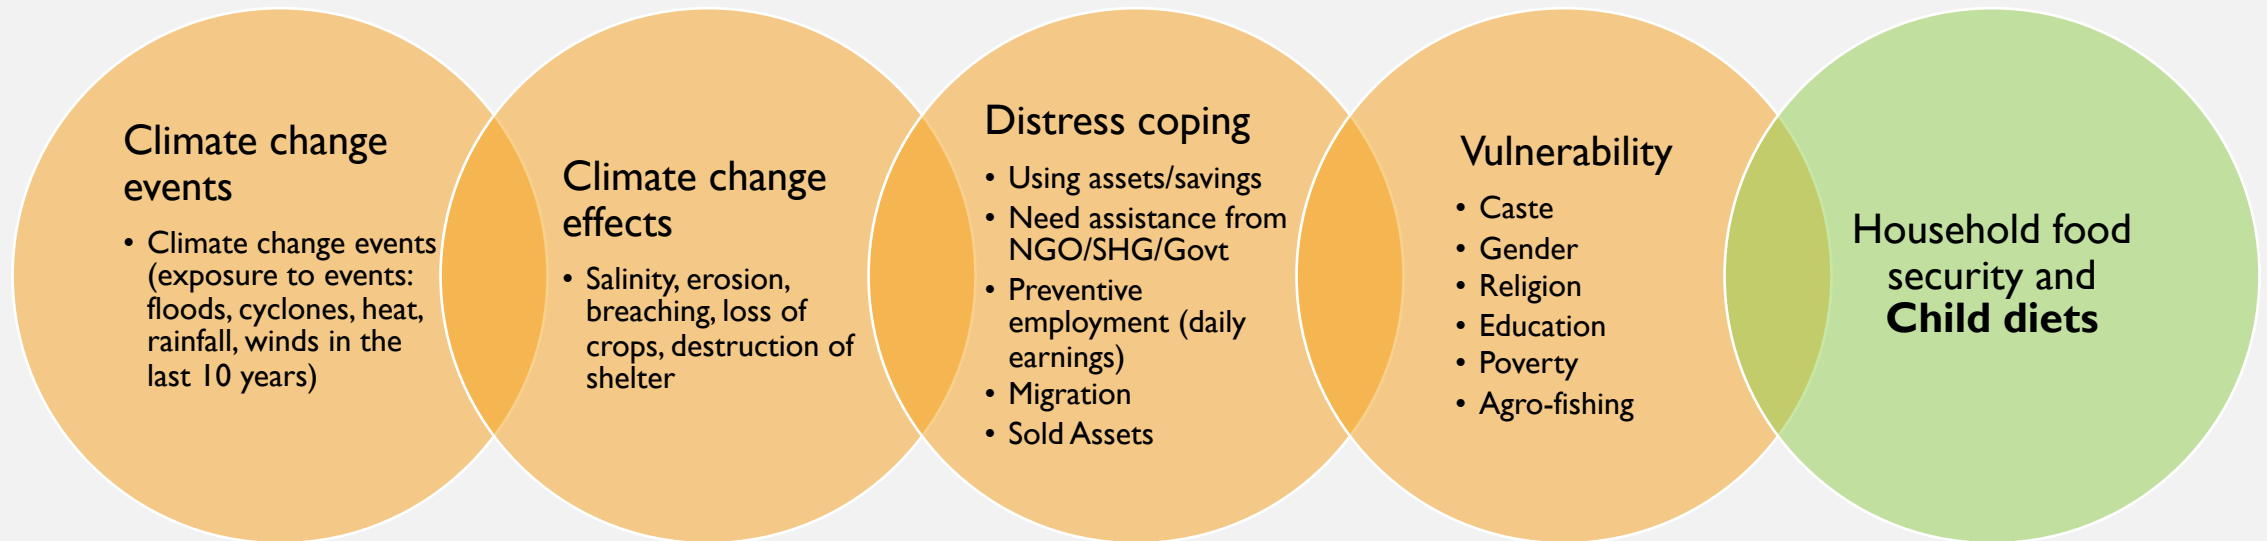 Climate change
events
• Climate change events
(exposure to events:
floods, cyclones, heat,
rainfall, winds in the
last 10 years)
Climate change
effects
• Salinity, erosion,
breaching, loss of
crops, destruction of
shelter
Distress coping
• Using assets/savings
• Need assistance from
NGO/SHG/Govt
• Preventive
employment (daily
earnings)
• Migration
• Sold Assets
Vulnerability
• Caste
• Gender
• Religion
• Education
• Poverty
• Agro-fishing
Household food
security and
Child diets